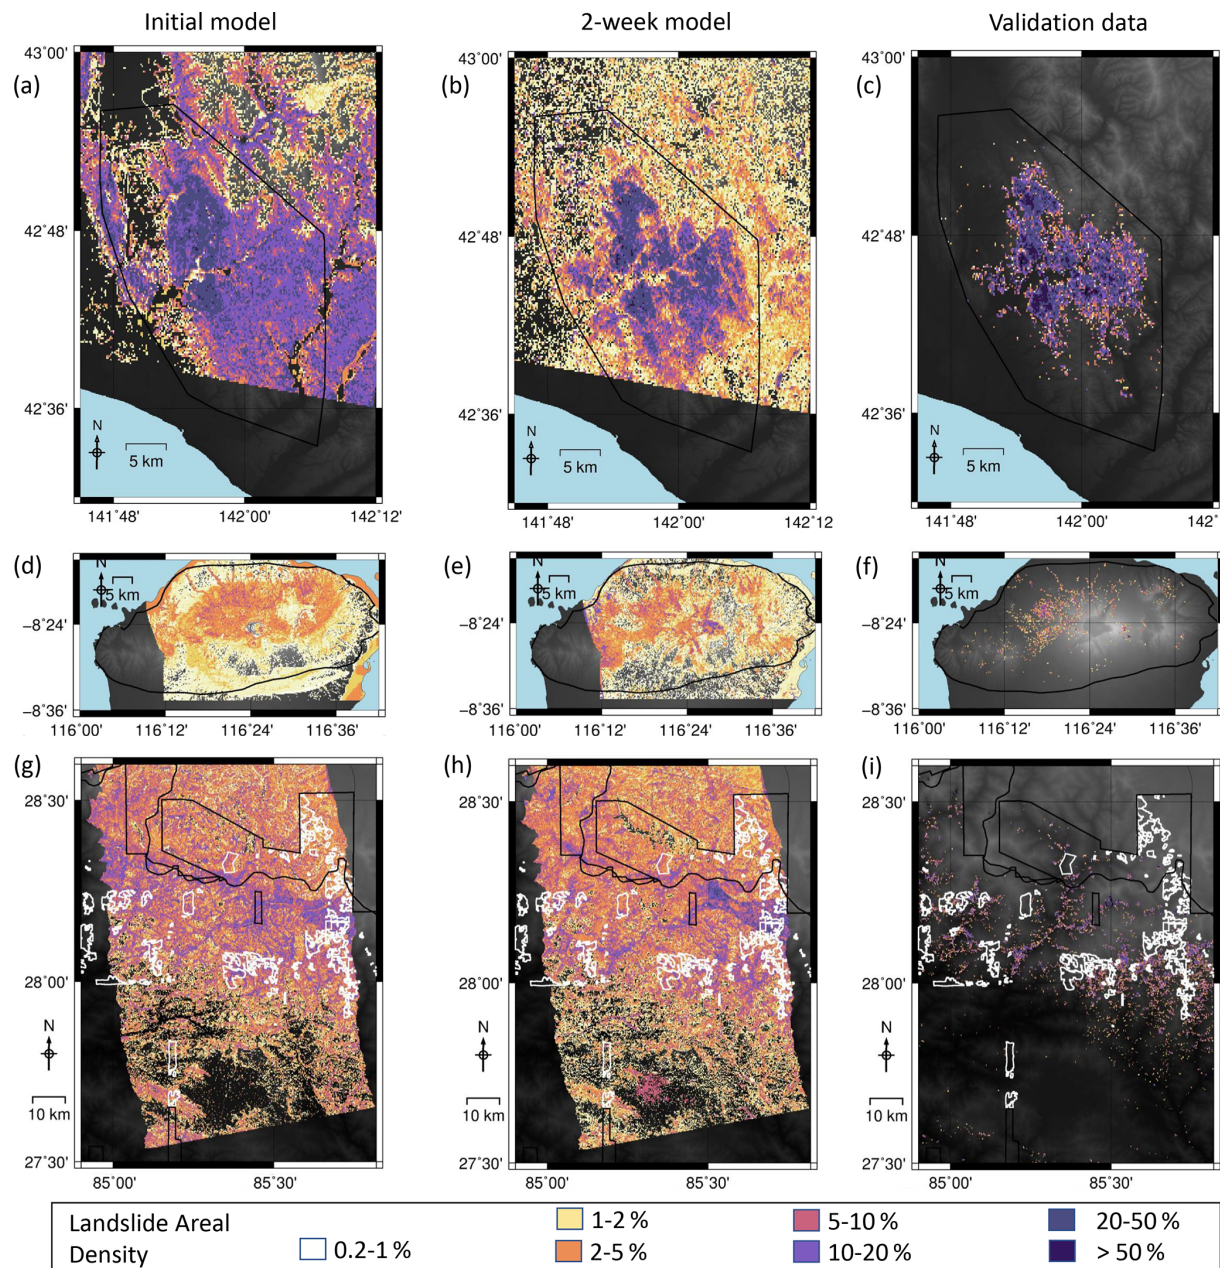 Initial model 2-week model Validation data
(a) (b) (c)
43°00' 43°00' 43°00'
42°48' 42°48' 42°48'
42°36' 42°36' 42°36'
N N N
5 km 5 km 5 km
141°48' 142°00' 142°12' 141°48' 142°00' 142°12 141°48' 142°00' 142°
(d) (e) (f)
N N N
5 km 5 km 5 km
−8°24' −8°24' −8°24'
−8°36' −8°36' −8°36'
116°00' 116°12' 116°24' 116°36' 116°00' 116°12' 116°24' 116°36' 116°00' 116°12' 116°24' 116°36'
(g) (h) (i)
28°30' 28°30' 28°30'
28°00' 28°00' 28°00'
N N N
10 km 10 km 10 km
27°30' 27°30' 27°30'
85°00' 85°30' 85°00' 85°30' 85°00' 85°30'
Landslide Areal 1-2 % 5-10 % 20-50 %
Density 0.2-1 % 2-5 % 10-20 % > 50 %